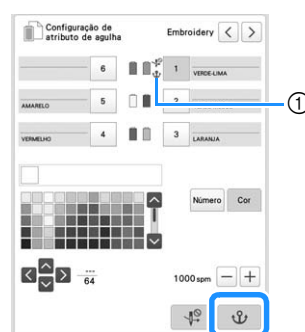 Configuração de
atributo de agulha
Embroidery
6
1
VERDE-LIMA
①
AMARELO
5
2
VERMELHO
4
3
LARANJA
Número
Cor
---
64
1000 spm